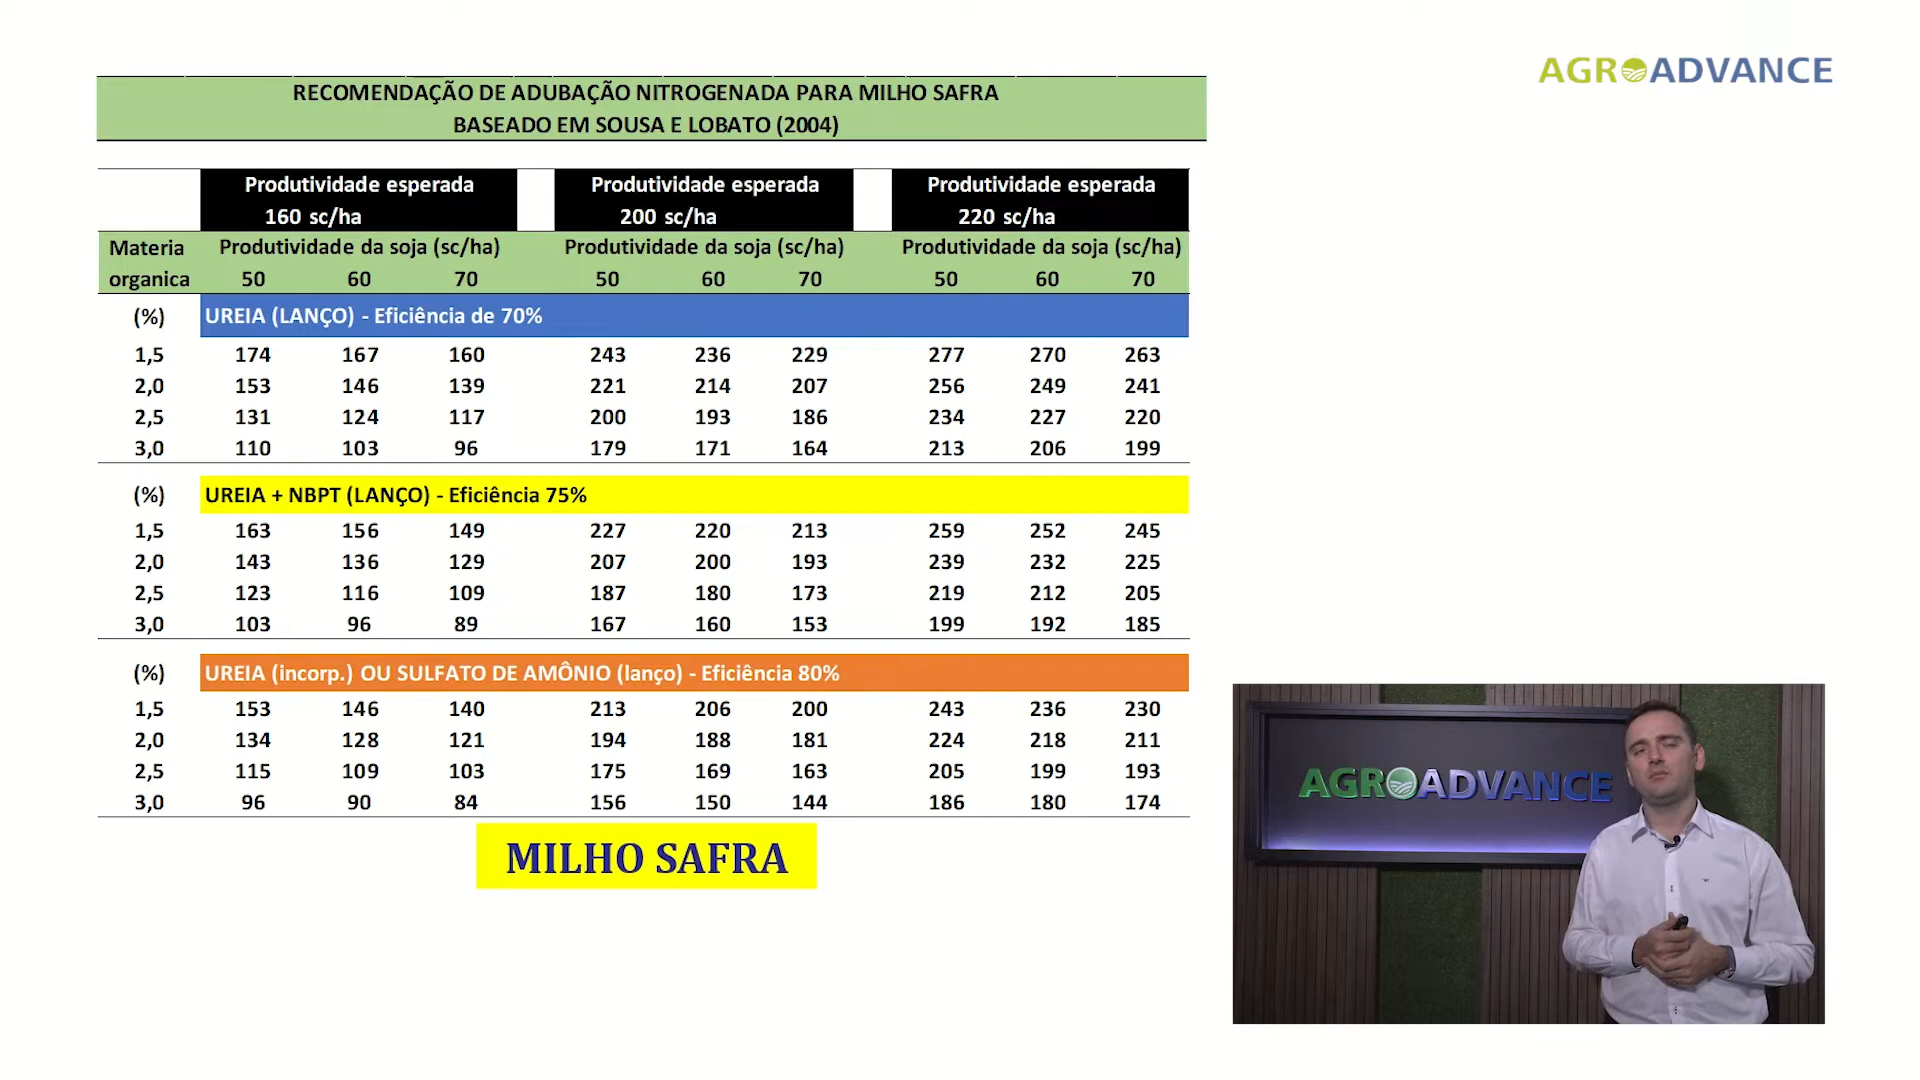 AGROADVANCE
RECOMENDAÇÃO DE ADUBAÇÃO NITROGENADA PARA MILHO SAFRA
BASEADO EM SOUSA E LOBATO (2004)
Produtividade esperada Produtividade esperada Produtividade esperada
160 sc/ha 200 sc/ha 220 sc/ha
Materia Produtividade da soja (sc/ha) Produtividade da soja (sc/ha) Produtividade da soja (sc/ha)
organica 50 60 70 50 60 70 50 60 70
(%) UREIA (LANÇO) - Eficiência de 70%
1,5 174 167 160 243 236 229 277 270 263
2,0 153 146 139 221 214 207 256 249 241
2,5 131 124 117 200 193 186 234 227 220
3,0 110 103 96 179 171 164 213 206 199
(%) UREIA + NBPT (LANÇO) - Eficiência 75%
1,5 163 156 149 227 220 213 259 252 245
2,0 143 136 129 207 200 193 239 232 225
2,5 123 116 109 187 180 173 219 212 205
3,0 103 96 89 167 160 153 199 192 185
(%) UREIA (incorp.) OU SULFATO DE AMÔNIO (lanço) - Eficiência 80%
1,5 153 146 140 213 206 200 243 236 230
2,0 134 128 121 194 188 181 224 218 211
2,5 115 109 103 175 169 163 205 199 193
3,0 96 90 84 156 150 144 186 180 174
MILHO SAFRA
AGROADVANCE